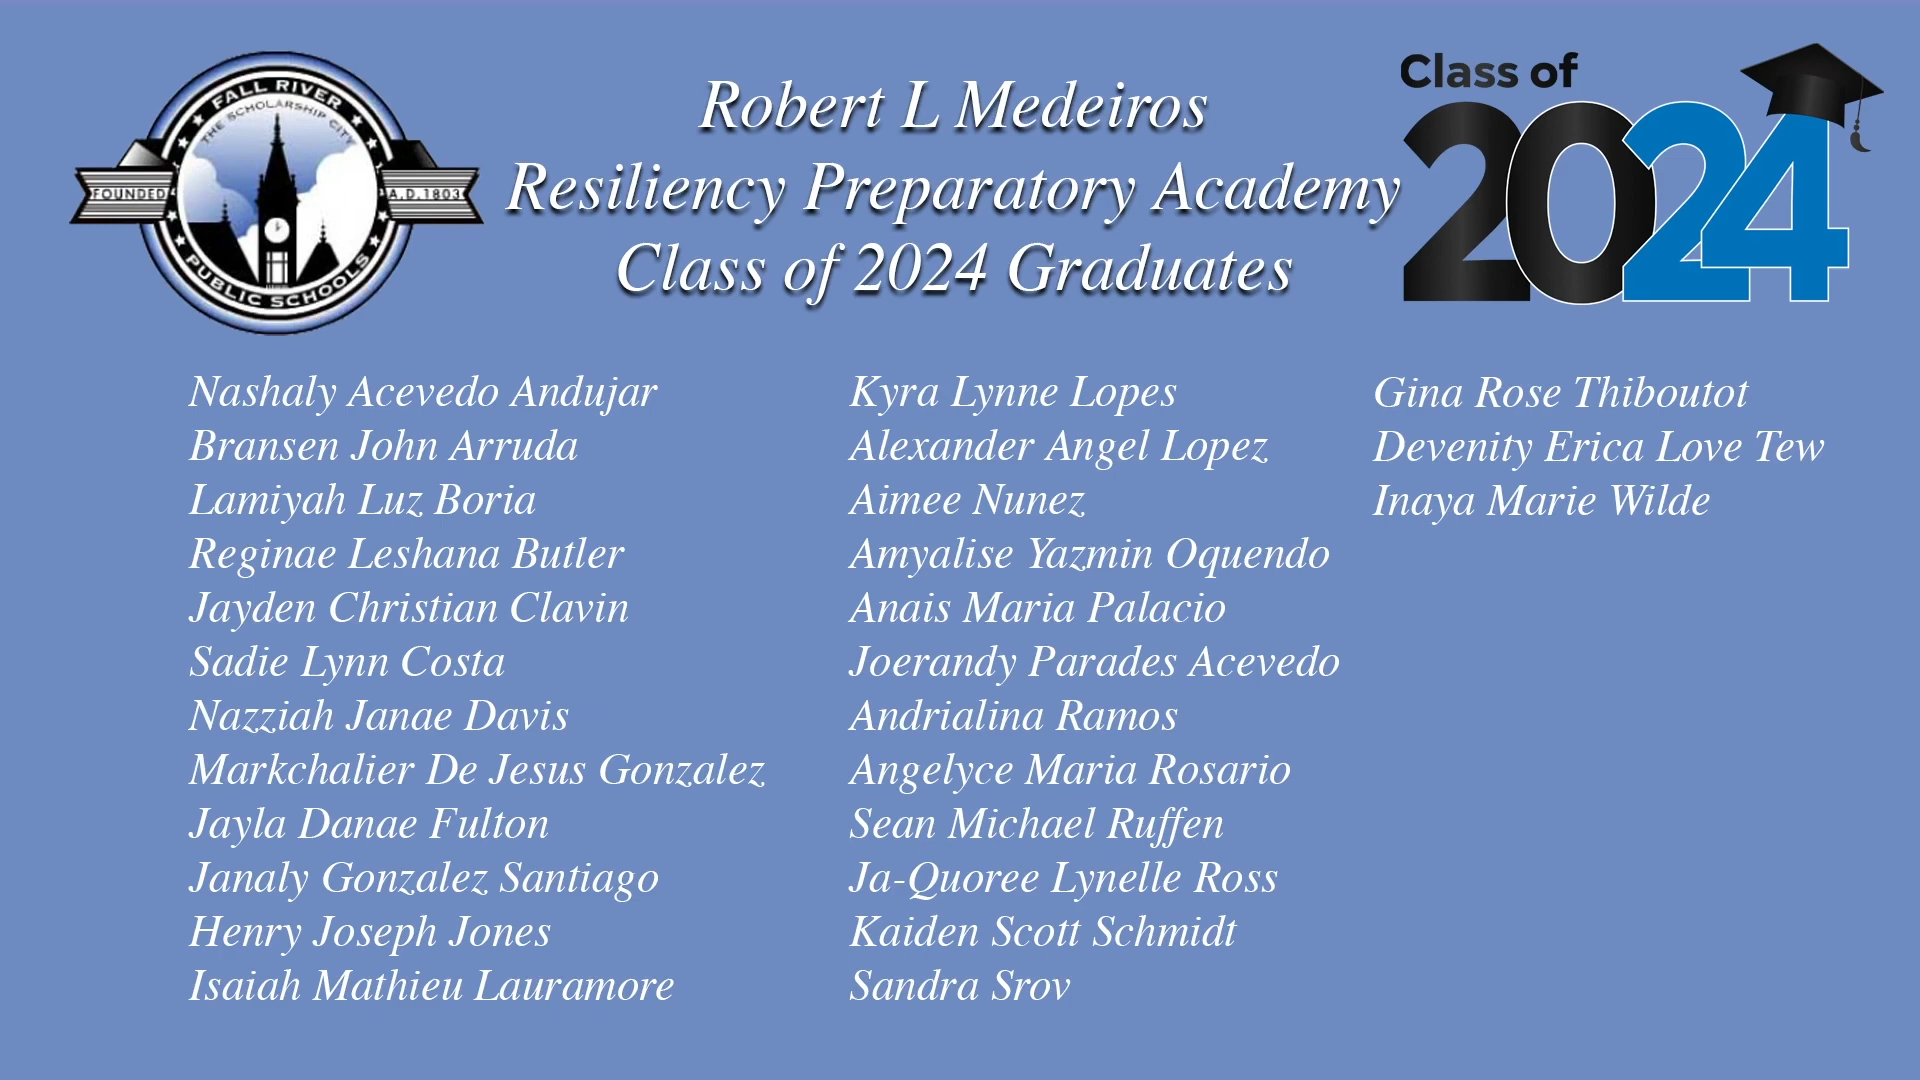 FALL RIVER
THE SCHOLARSHIP CITY
FOUNDED
A.D. 1803
PUBLIC SCHOOLS
Robert L Medeiros
Resiliency Preparatory Academy
Class of 2024 Graduates
Class of
2024
Nashaly Acevedo Andujar
Bransen John Arruda
Lamiyah Luz Boria
Reginae Leshana Butler
Jayden Christian Clavin
Sadie Lynn Costa
Nazziah Janae Davis
Markchalier De Jesus Gonzalez
Jayla Danae Fulton
Janaly Gonzalez Santiago
Henry Joseph Jones
Isaiah Mathieu Lauramore
Kyra Lynne Lopes
Alexander Angel Lopez
Aimee Nunez
Amyalise Yazmin Oquendo
Anais Maria Palacio
Joerandy Parades Acevedo
Andrialina Ramos
Angelyce Maria Rosario
Sean Michael Ruffen
Ja-Quoree Lynelle Ross
Kaiden Scott Schmidt
Sandra Srov
Gina Rose Thiboutot
Devenity Erica Love Tew
Inaya Marie Wilde